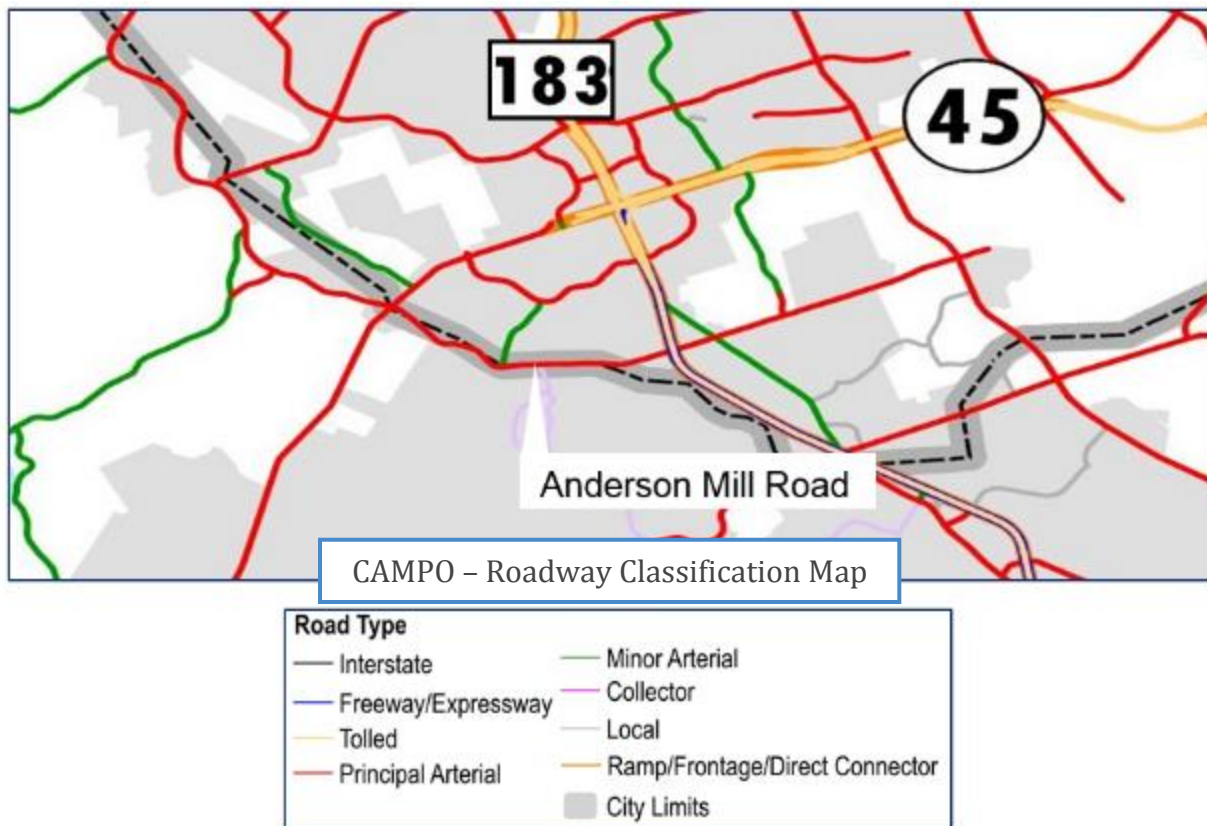 183
45
Anderson Mill Road
CAMPO – Roadway Classification Map
Road Type
Interstate
Freeway/Expressway
Tolled
Principal Arterial
Minor Arterial
Collector
Local
Ramp/Frontage/Direct Connector
City Limits